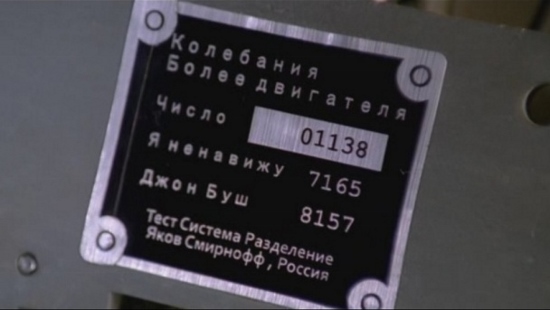 Колебания
Более двигателя
Число 01138
Я ненавижу 7165
Джон Буш 8157
Тест Система Разделение
Яков Смирнофф, Россия